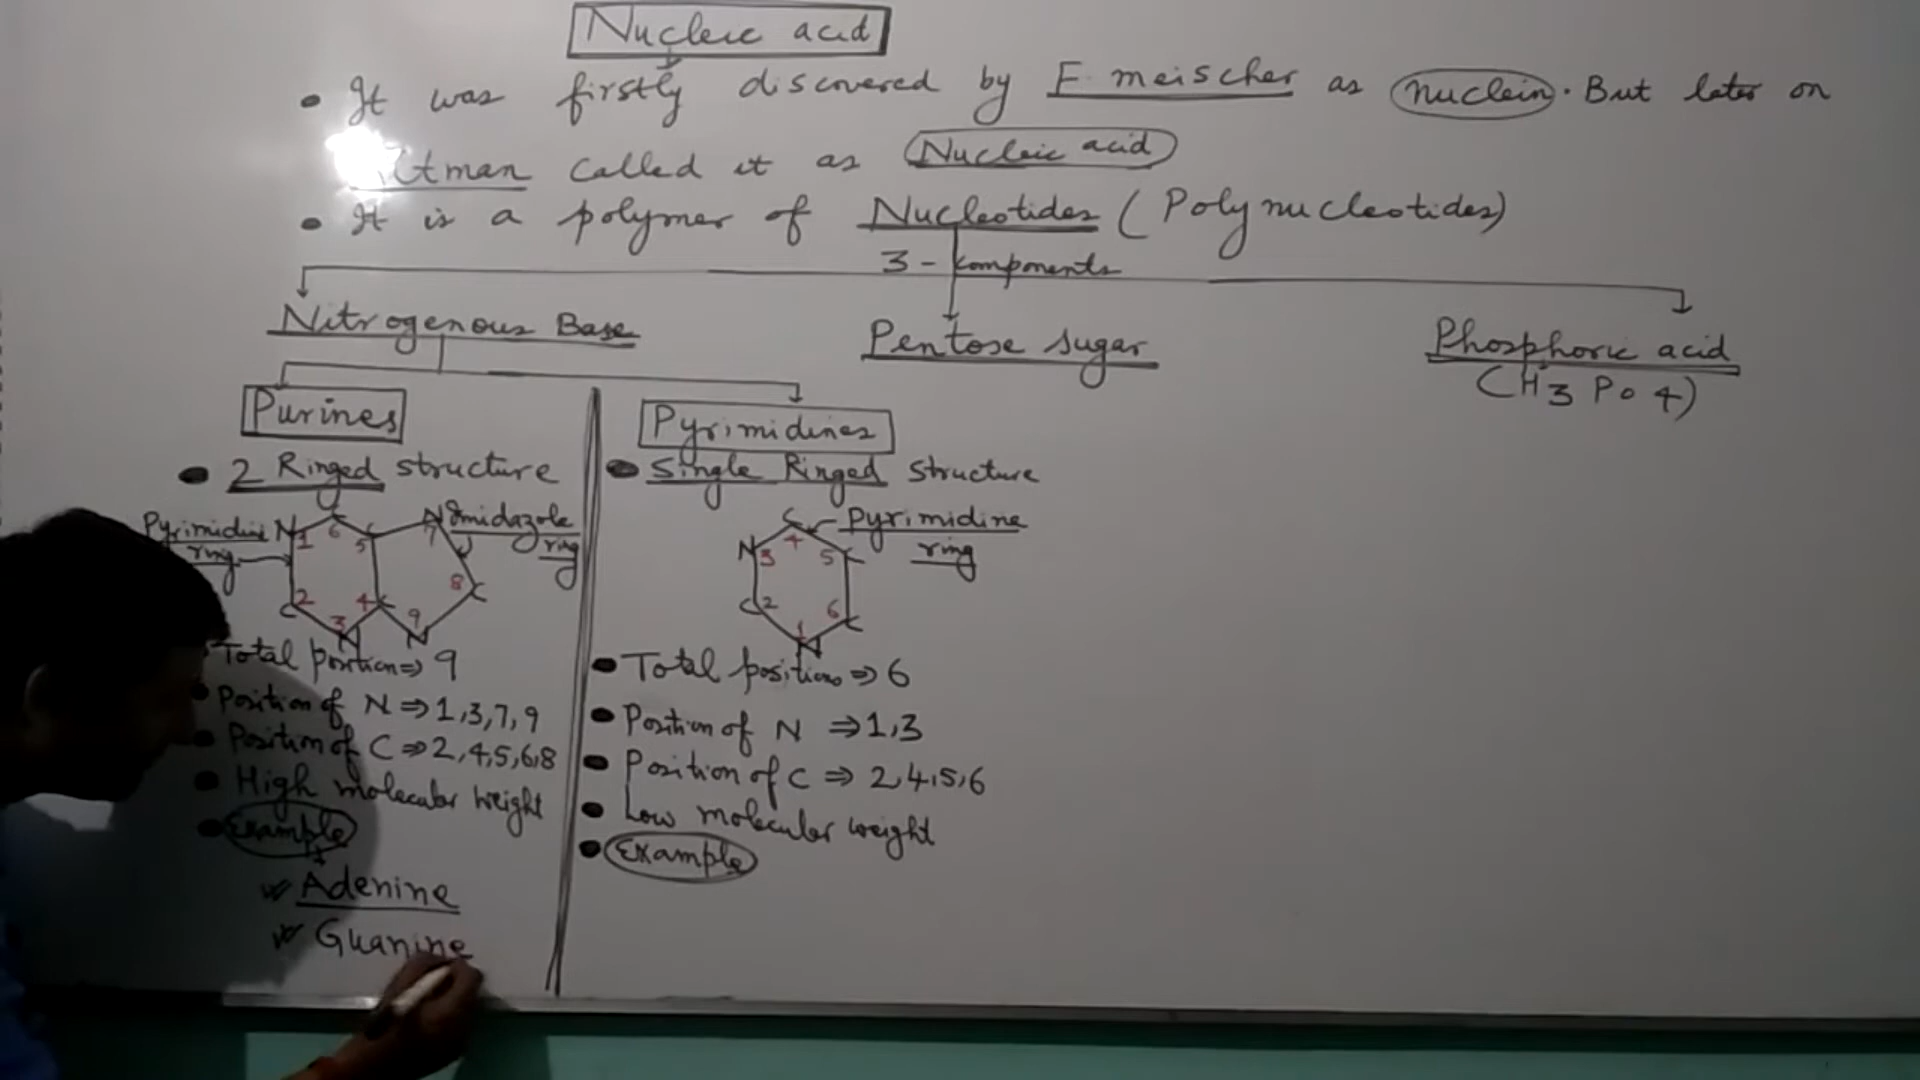 Nucleic acid
• It was firstly discovered by F. meischer as nuclein. But later on
ltman called it as Nucleic acid
• It is a polymer of Nucleotides (Polynucleotides)
3 - components
Nitrogenous Base
Pentose sugar
Phosphoric acid
(H3 Po4)
Purines
• 2 Ringed structure
Pyrimidine
ring
Imidazole
ring
N C C N C C N C N
1 2 3 4 5 6 7 8 9
Total position ⇒ 9
• Position of N ⇒ 1,3,7,9
• Position of C ⇒ 2,4,5,6,8
• High molecular weight
• Example
Adenine
Guanine
Pyrimidines
• Single Ringed structure
Pyrimidine
ring
C N C C C N
4 3 5 2 6 1
• Total positions ⇒ 6
• Position of N ⇒ 1,3
• Position of C ⇒ 2,4,5,6
• Low molecular weight
• Example